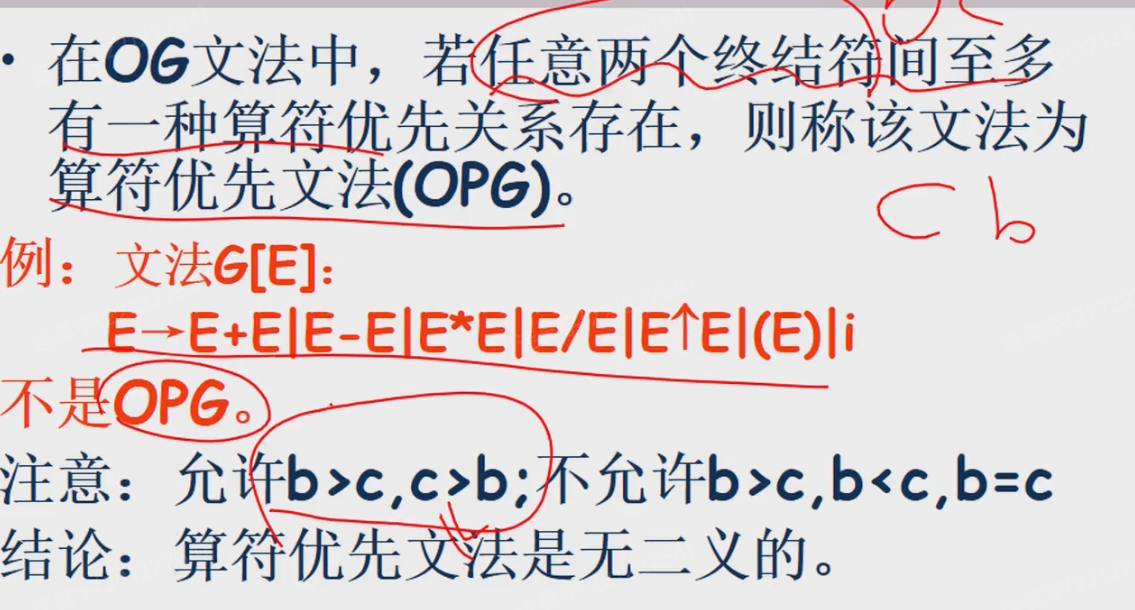 • 在OG文法中，若任意两个终结符间至多
有一种算符优先关系存在，则称该文法为
算符优先文法(OPG)。
c b
例：文法G[E]：
E→E+E|E-E|E*E|E/E|E↑E|(E)|i
不是OPG。
注意：允许b>c,c>b;不允许b>c,b<c,b=c
结论：算符优先文法是无二义的。